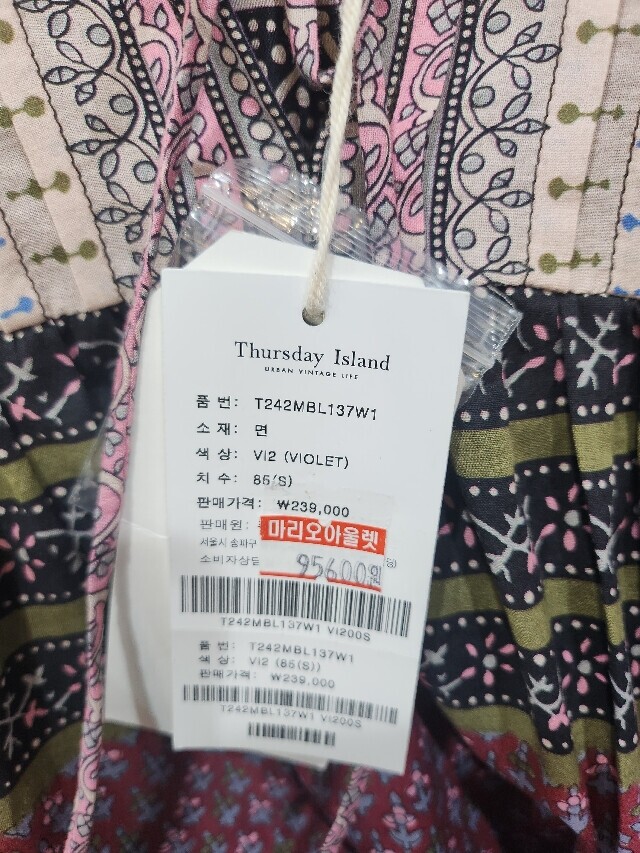 Thursday Island
URBAN VINTAGE LIFE
품 번: T242MBL137W1
소 재: 면
색 상: VI2 (VIOLET)
치 수: 85(S)
판매가격: ₩239,000
판매원:
마리오아울렛
서울시 송파구
소비자상담
95600원
T242MBL137W1 VI200S
품 번: T242MBL137W1
색 상: VI2 (85(S))
판매가격: ₩239,000
T242MBL137W1 VI200S